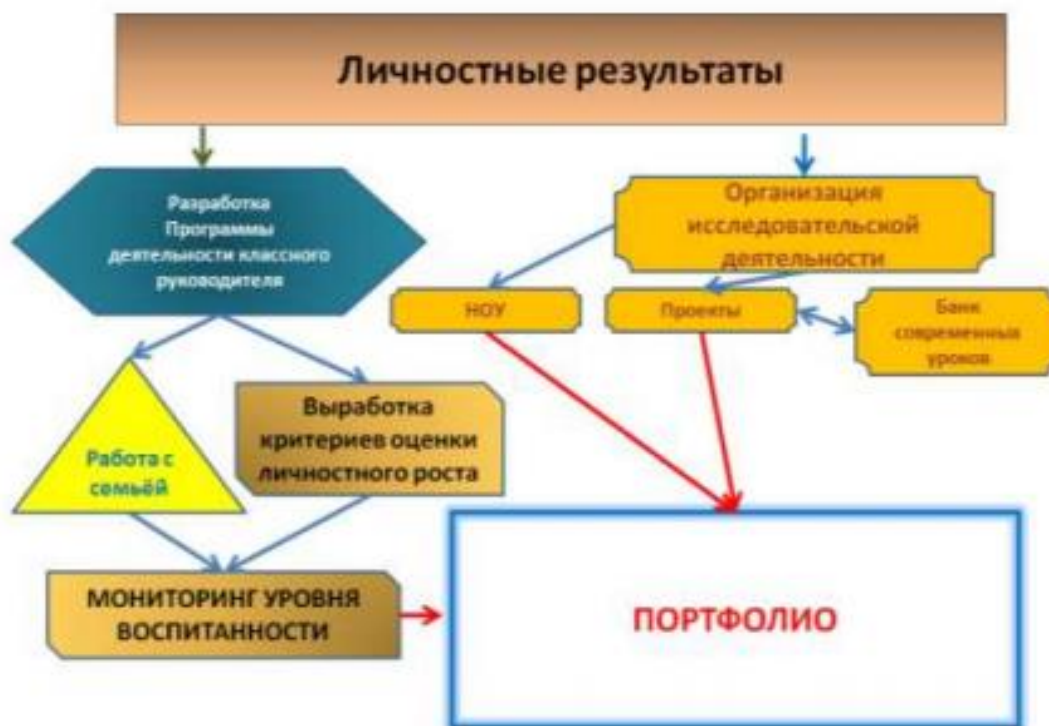 Личностные результаты
Разработка
Программы
деятельности классного
руководителя
Организация
исследовательской
деятельности
НОУ
Проекты
Банк
современных
уроков
Выработка
критериев оценки
личностного роста
Работа с
семьёй
МОНИТОРИНГ УРОВНЯ
ВОСПИТАННОСТИ
ПОРТФОЛИО